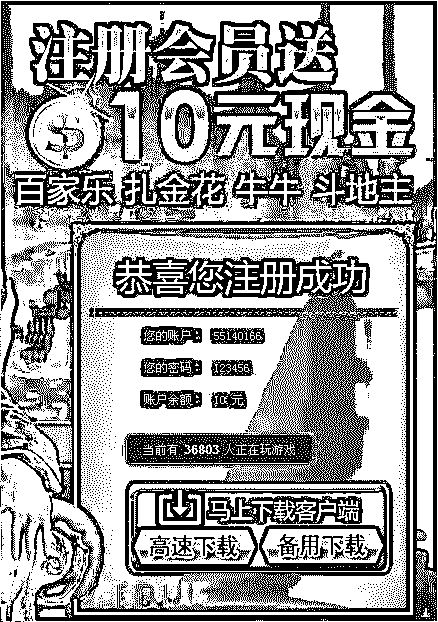 注册会员送
10元现金
百家乐 扎金花 牛牛 斗地主
恭喜您注册成功
您的账户： 55140168
您的密码： 123456
账户余额： 10元
当前有 36803 人正在玩游戏
马上下载客户端
高速下载 备用下载